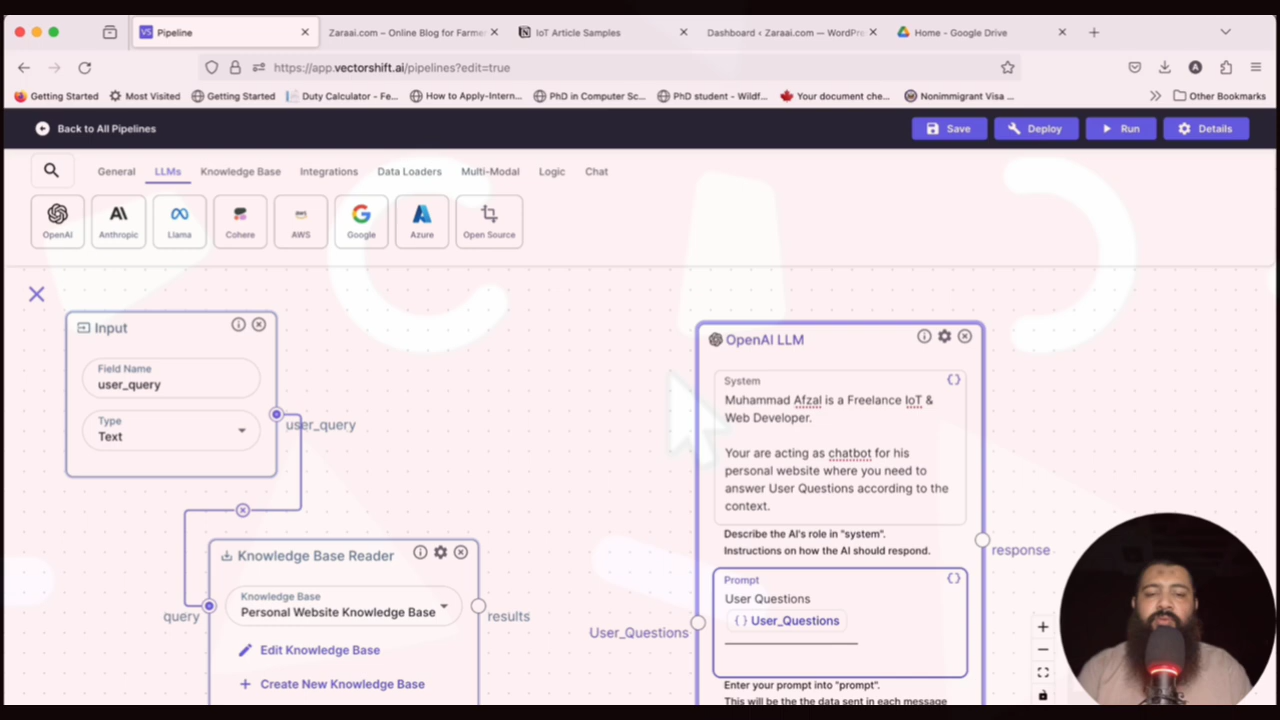 Pipeline
Zaraai.com – Online Blog for Farmer
IoT Article Samples
Dashboard ‹ Zaraai.com — WordPre
Home - Google Drive
https://app.vectorshift.ai/pipelines?edit=true
Getting Started
Most Visited
Getting Started
Duty Calculator - Fe...
How to Apply-Intern...
PhD in Computer Sc...
PhD student - Wildf...
Your document che...
Nonimmigrant Visa ...
Other Bookmarks
Back to All Pipelines
Save
Deploy
Run
Details
General
LLMs
Knowledge Base
Integrations
Data Loaders
Multi-Modal
Logic
Chat
OpenAI
Anthropic
Llama
Cohere
AWS
Google
Azure
Open Source
Input
Field Name
user_query
Type
Text
user_query
Knowledge Base Reader
Knowledge Base
Personal Website Knowledge Base
query
results
Edit Knowledge Base
Create New Knowledge Base
OpenAI LLM
System
Muhammad Afzal is a Freelance IoT &
Web Developer.
Your are acting as chatbot for his
personal website where you need to
answer User Questions according to the
context.
Describe the AI's role in "system".
Instructions on how the AI should respond.
response
Prompt
User Questions
{ } User_Questions
User_Questions
Enter your prompt into "prompt".
This will be the the data sent in each message